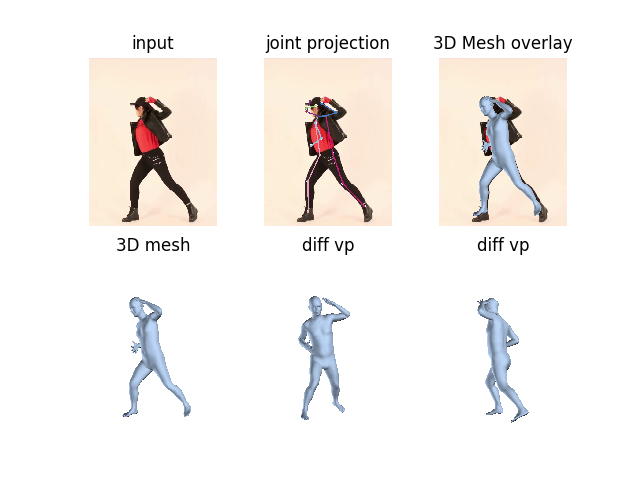 input
joint projection
3D Mesh overlay
3D mesh
diff vp
diff vp